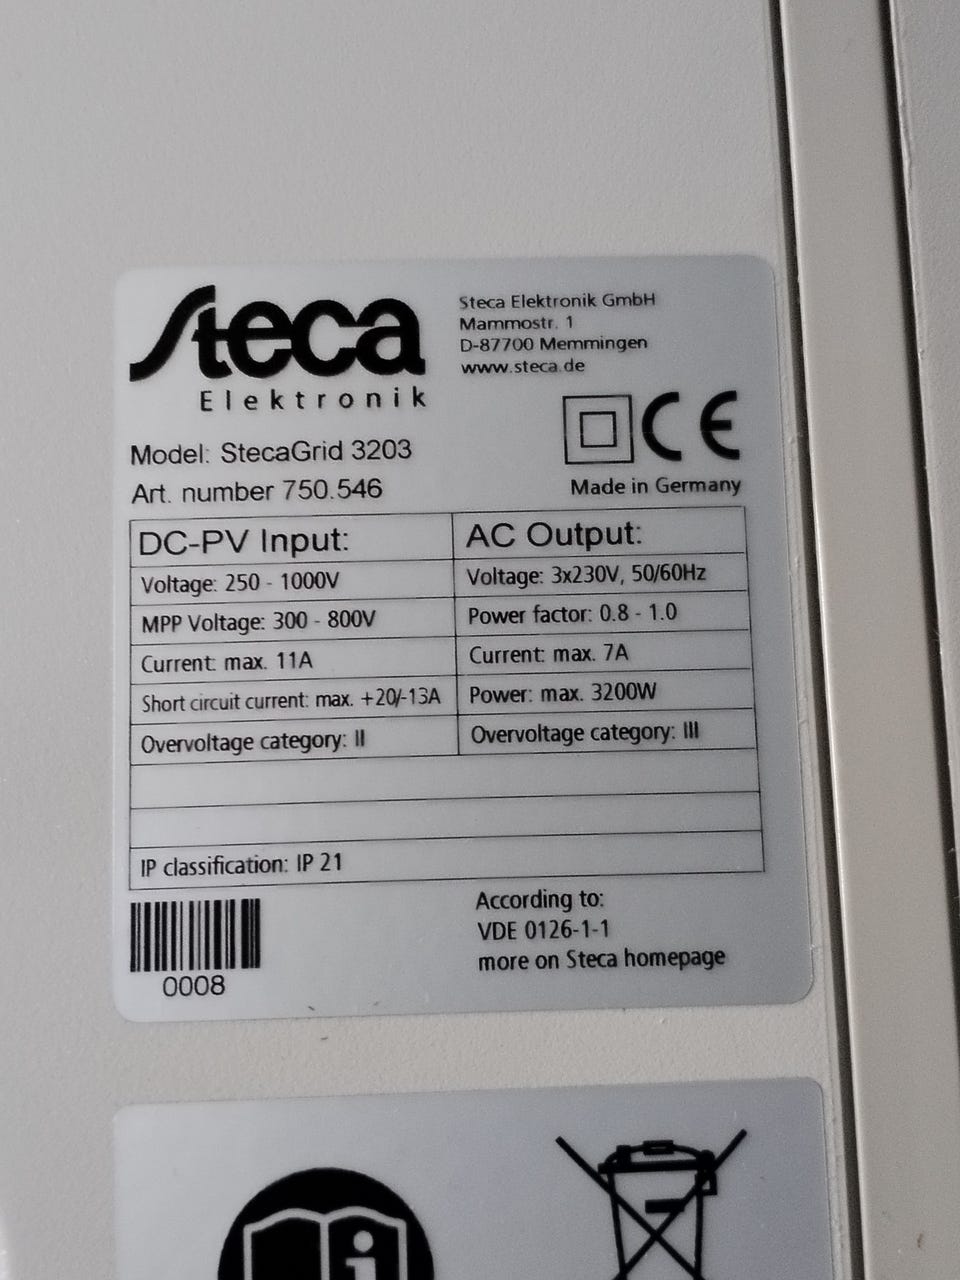 Steca
Elektronik
Steca Elektronik GmbH
Mammostr. 1
D-87700 Memmingen
www.steca.de
CE
Model: StecaGrid 3203
Art. number 750.546
Made in Germany
DC-PV Input:
Voltage: 250 - 1000V
MPP Voltage: 300 - 800V
Current: max. 11A
Short circuit current: max. +20/-13A
Overvoltage category: II
AC Output:
Voltage: 3x230V, 50/60Hz
Power factor: 0.8 - 1.0
Current: max. 7A
Power: max. 3200W
Overvoltage category: III
IP classification: IP 21
0008
According to:
VDE 0126-1-1
more on Steca homepage
i